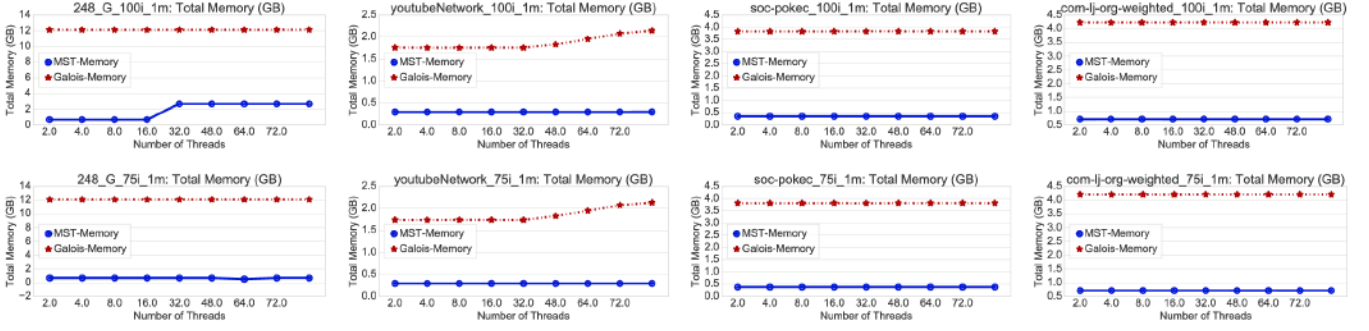 248_G_100i_1m: Total Memory (GB)
14
12
10
8
6
4
2
0
Total Memory (GB)
MST-Memory
Galois-Memory
2.0 4.0 8.0 16.0 32.0 48.0 64.0 72.0
Number of Threads
youtubeNetwork_100i_1m: Total Memory (GB)
2.5
2.0
1.5
1.0
0.5
0.0
Total Memory (GB)
MST-Memory
Galois-Memory
2.0 4.0 8.0 16.0 32.0 48.0 64.0 72.0
Number of Threads
soc-pokec_100i_1m: Total Memory (GB)
4.5
4.0
3.5
3.0
2.5
2.0
1.5
1.0
0.5
0.0
Total Memory (GB)
MST-Memory
Galois-Memory
2.0 4.0 8.0 16.0 32.0 48.0 64.0 72.0
Number of Threads
com-lj-org-weighted_100i_1m: Total Memory (GB)
4.5
4.0
3.5
3.0
2.5
2.0
1.5
1.0
0.5
Total Memory (GB)
MST-Memory
Galois-Memory
2.0 4.0 8.0 16.0 32.0 48.0 64.0 72.0
Number of Threads
248_G_75i_1m: Total Memory (GB)
14
12
10
8
6
4
2
0
−2
Total Memory (GB)
MST-Memory
Galois-Memory
2.0 4.0 8.0 16.0 32.0 48.0 64.0 72.0
Number of Threads
youtubeNetwork_75i_1m: Total Memory (GB)
2.5
2.0
1.5
1.0
0.5
0.0
Total Memory (GB)
MST-Memory
Galois-Memory
2.0 4.0 8.0 16.0 32.0 48.0 64.0 72.0
Number of Threads
soc-pokec_75i_1m: Total Memory (GB)
4.5
4.0
3.5
3.0
2.5
2.0
1.5
1.0
0.5
0.0
Total Memory (GB)
MST-Memory
Galois-Memory
2.0 4.0 8.0 16.0 32.0 48.0 64.0 72.0
Number of Threads
com-lj-org-weighted_75i_1m: Total Memory (GB)
4.5
4.0
3.5
3.0
2.5
2.0
1.5
1.0
0.5
Total Memory (GB)
MST-Memory
Galois-Memory
2.0 4.0 8.0 16.0 32.0 48.0 64.0 72.0
Number of Threads